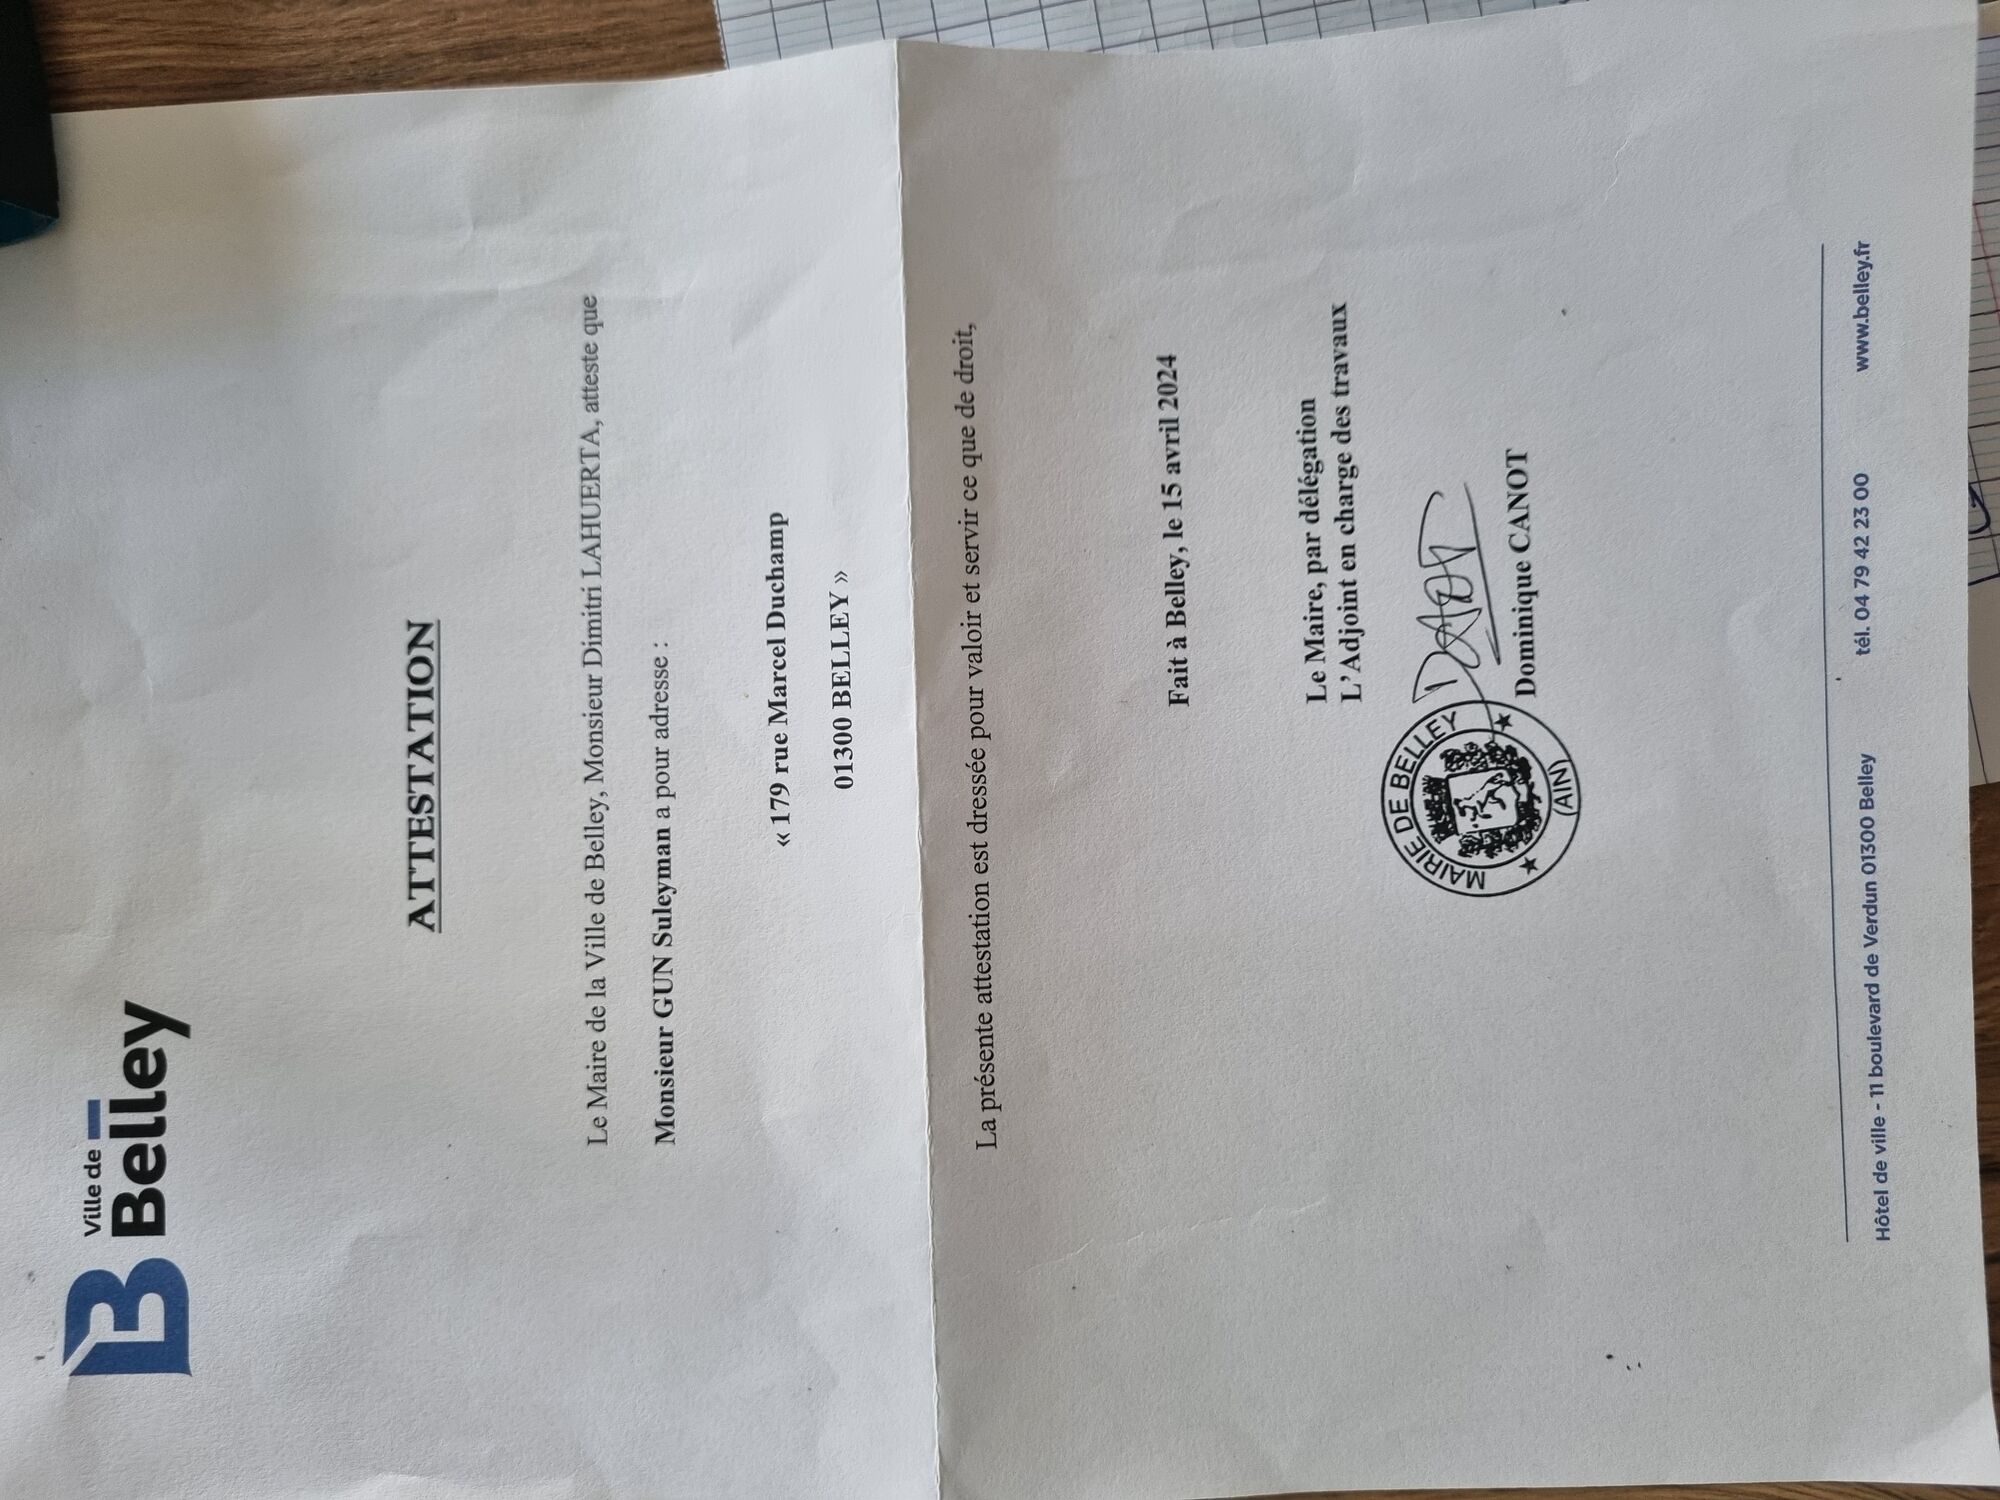 Ville de
Belley
ATTESTATION
Le Maire de la Ville de Belley, Monsieur Dimitri LAHUERTA, atteste que
Monsieur GUN Suleyman a pour adresse :
« 179 rue Marcel Duchamp
01300 BELLEY »
La présente attestation est dressée pour valoir et servir ce que de droit,
Fait à Belley, le 15 avril 2024
Le Maire, par délégation
L'Adjoint en charge des travaux
MAIRIE DE BELLEY
(AIN)
Dominique CANOT
Hôtel de ville - 11 boulevard de Verdun 01300 Belley tél. 04 79 42 23 00 www.belley.fr